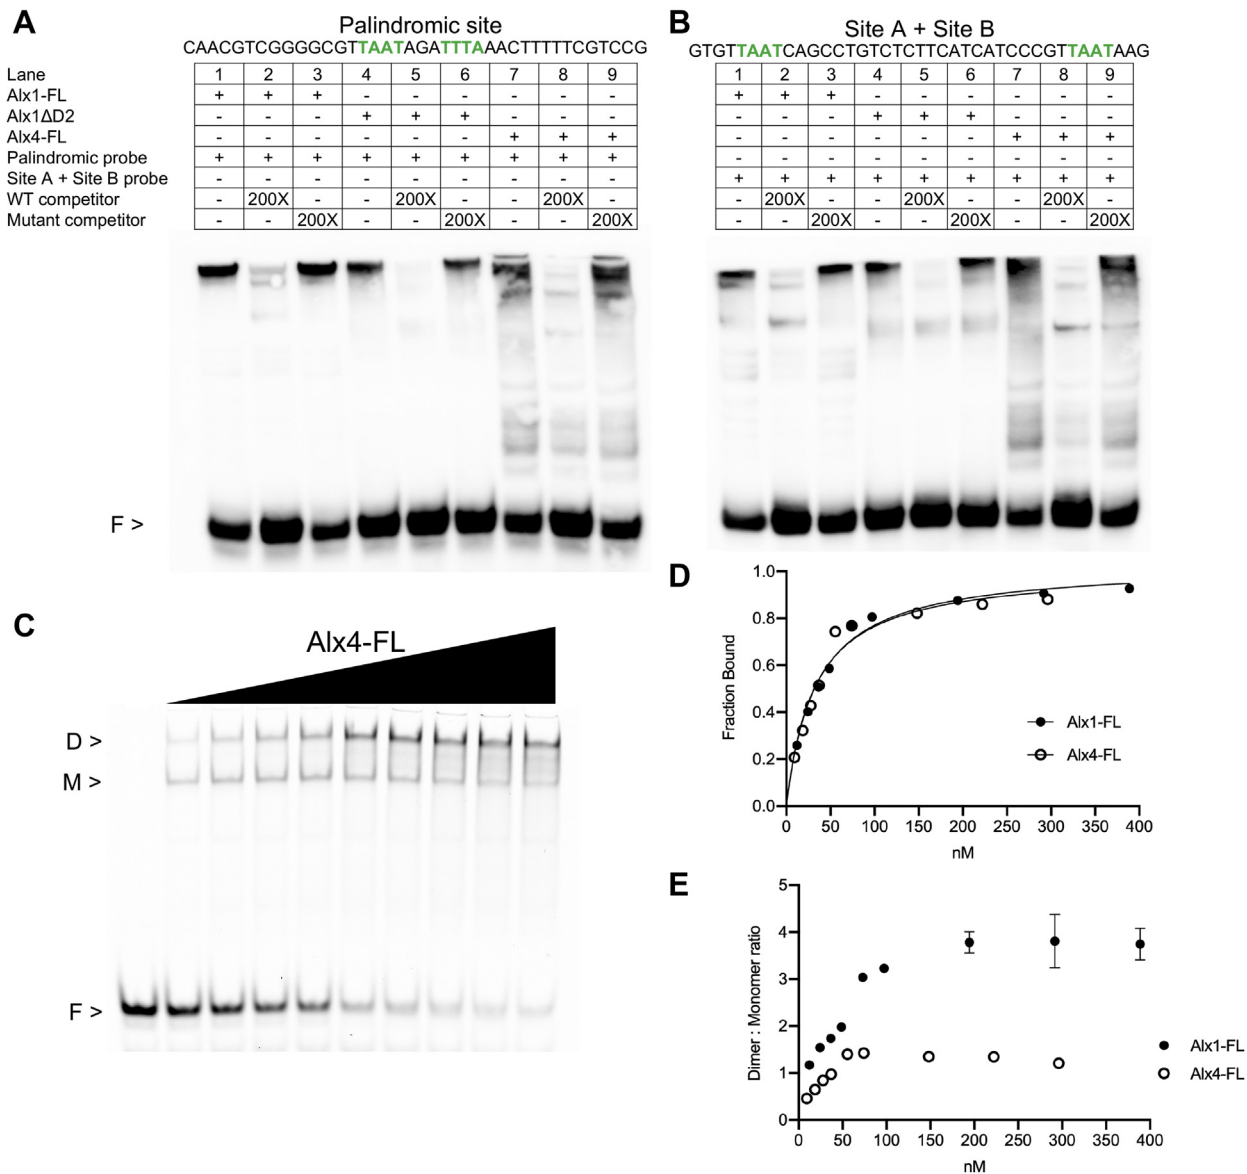 A
Palindromic site
CAACGTCGGGGCGTTAATAGATTTAAACTTTTTCGTCCG
Lane 1 2 3 4 5 6 7 8 9
Alx1-FL + + + - - - - - -
Alx1ΔD2 - - - + + + - - -
Alx4-FL - - - - - - + + +
Palindromic probe + + + + + + + + +
Site A + Site B probe - - - - - - - - -
WT competitor - 200X - - 200X - - 200X -
Mutant competitor - - 200X - - 200X - - 200X
F >
B
Site A + Site B
GTGTTAATCAGCCTGTCTCTTCATCATCCCGTTAATAAG
1 2 3 4 5 6 7 8 9
+ + + - - - - - -
- - - + + + - - -
- - - - - - + + +
- - - - - - - - -
+ + + + + + + + +
- 200X - - 200X - - 200X -
- - 200X - - 200X - - 200X
C
Alx4-FL
D >
M >
F >
D
Fraction Bound
1.0
0.8
0.6
0.4
0.2
0.0
0 50 100 150 200 250 300 350 400
nM
Alx1-FL
Alx4-FL
E
Dimer : Monomer ratio
5
4
3
2
1
0
0 50 100 150 200 250 300 350 400
nM
Alx1-FL
Alx4-FL